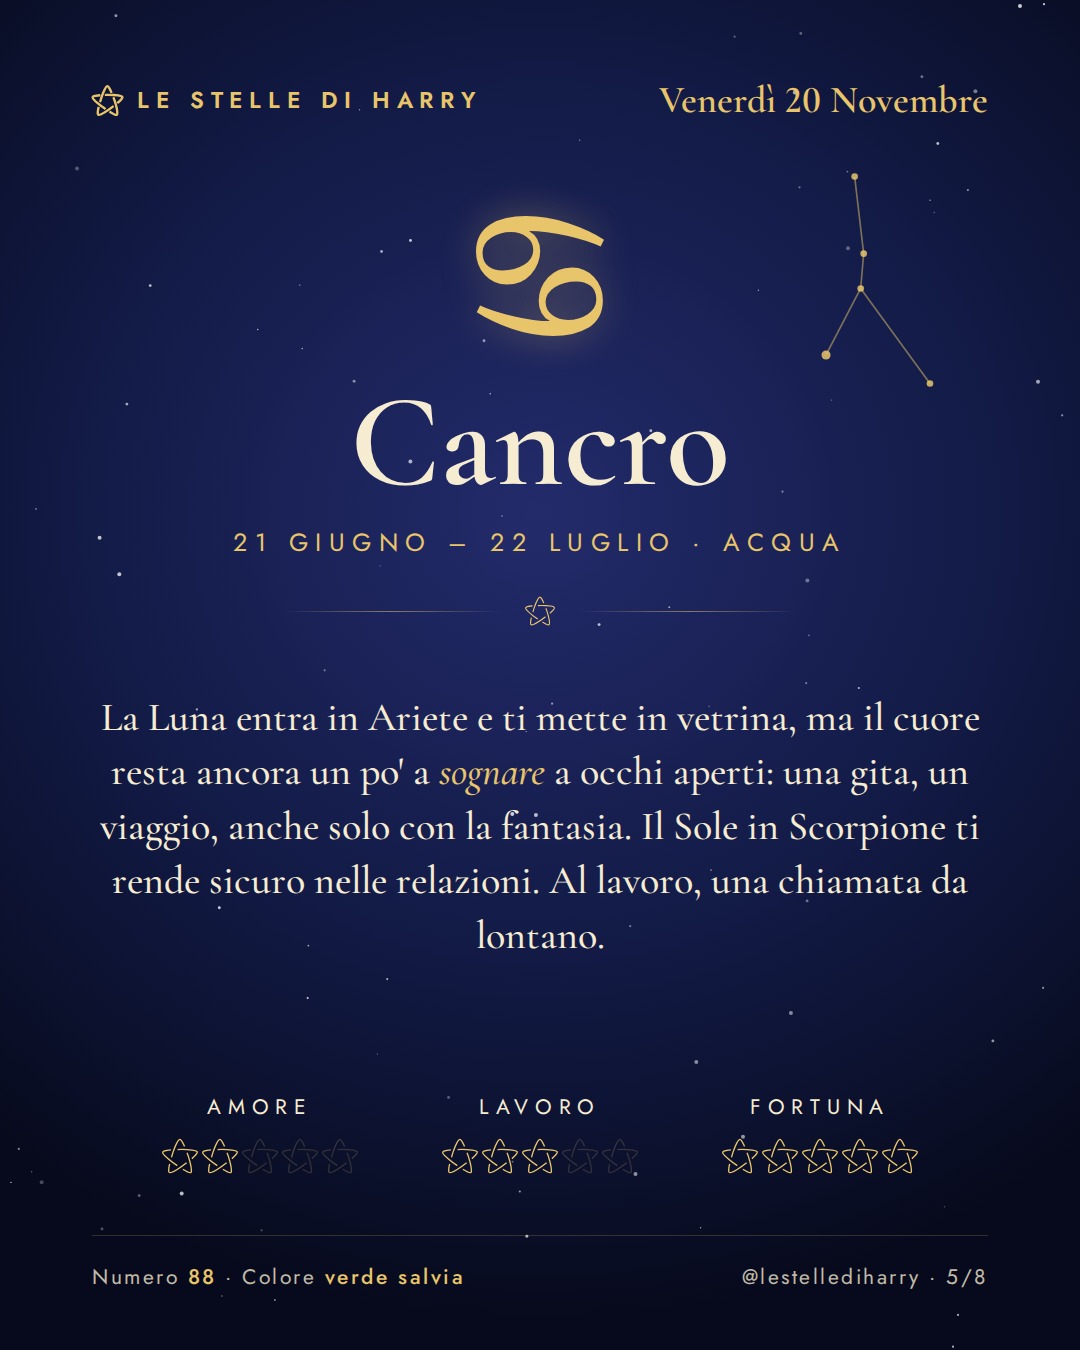 LE STELLE DI HARRY
Venerdì 20 Novembre
Cancro
21 GIUGNO – 22 LUGLIO · ACQUA
La Luna entra in Ariete e ti mette in vetrina, ma il cuore
resta ancora un po' a sognare a occhi aperti: una gita, un
viaggio, anche solo con la fantasia. Il Sole in Scorpione ti
rende sicuro nelle relazioni. Al lavoro, una chiamata da
lontano.
AMORE
LAVORO
FORTUNA
Numero 88 · Colore verde salvia
@lestellediharry · 5/8